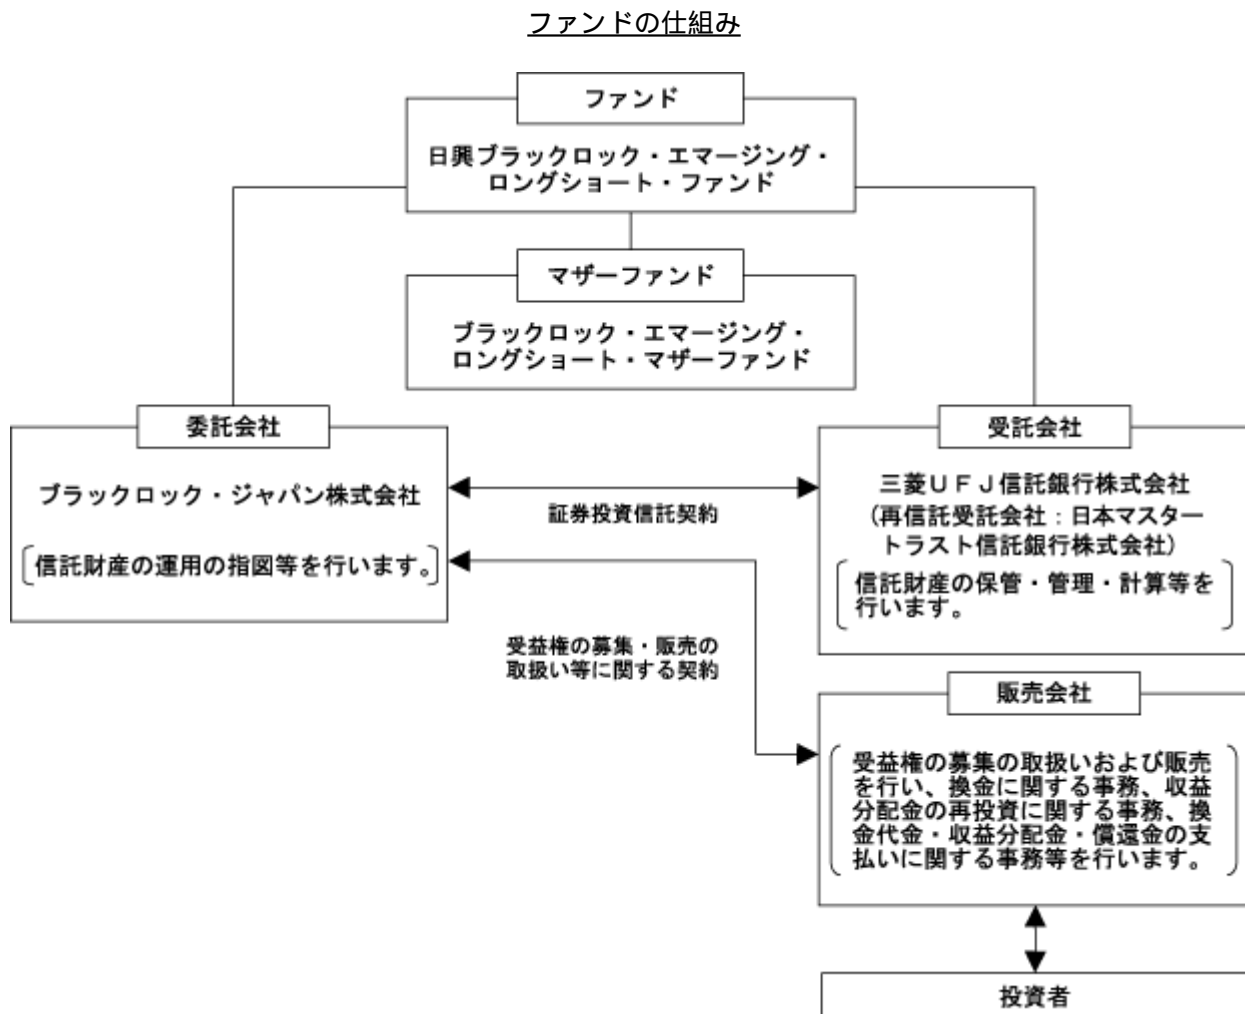 ファンドの仕組み
ファンド
日興ブラックロック・エマージング・
ロングショート・ファンド
マザーファンド
ブラックロック・エマージング・
ロングショート・マザーファンド
委託会社
ブラックロック・ジャパン株式会社
信託財産の運用の指図等を行います。
証券投資信託契約
受益権の募集・販売の
取扱い等に関する契約
受託会社
三菱UFJ信託銀行株式会社
(再信託受託会社:日本マスター
トラスト信託銀行株式会社)
信託財産の保管・管理・計算等を
行います。
販売会社
受益権の募集の取扱いおよび販売
を行い、換金に関する事務、収益
分配金の再投資に関する事務、換
金代金・収益分配金・償還金の支
払いに関する事務等を行います。
投資者